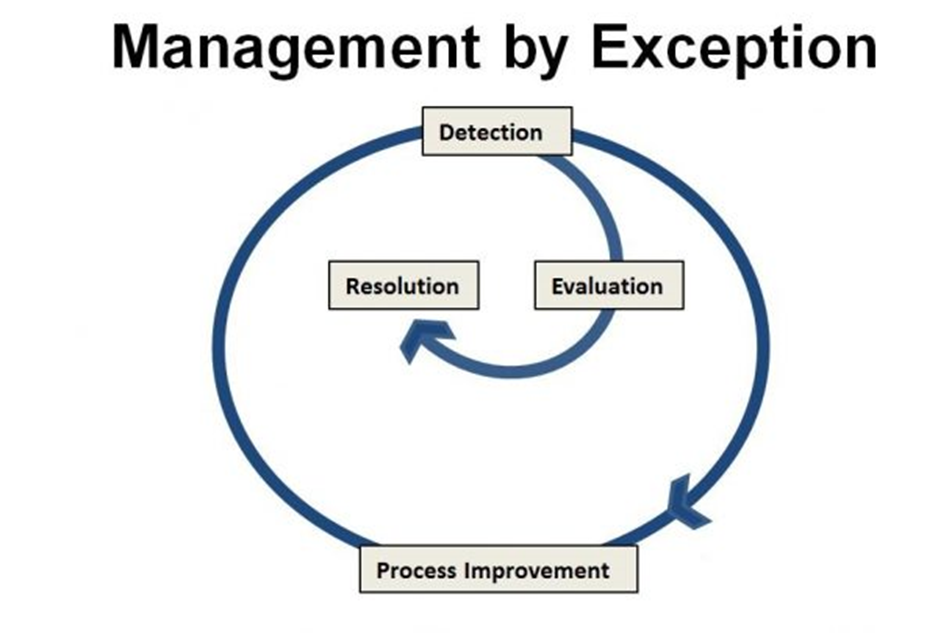 Management by Exception
Detection
Resolution
Evaluation
Process Improvement